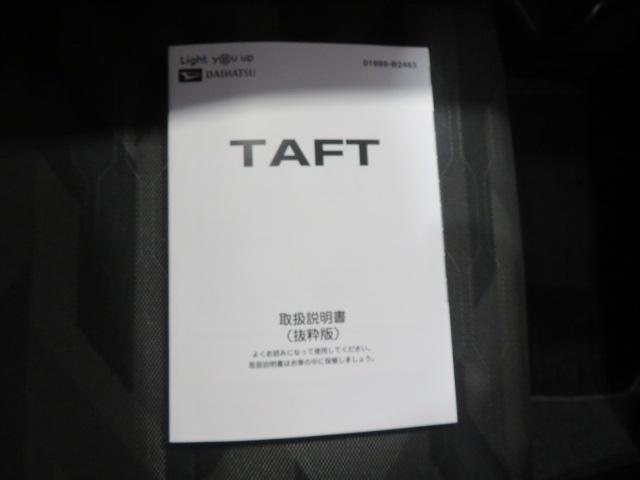 Light y@u up
DAIHATSU
01999-B2463
TAFT
取扱説明書
（抜粋版）
よくお読みになって使用してください。
取扱説明書はお車の中に保管しましょう。